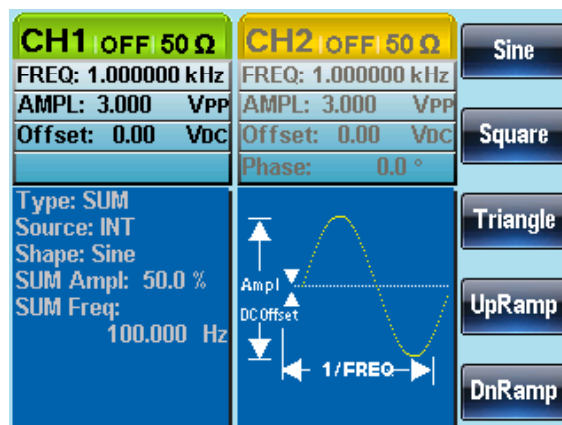 CH1 OFF 50 Ω
FREQ: 1.000000 kHz
AMPL: 3.000 VPP
Offset: 0.00 VDC
CH2 OFF 50 Ω
FREQ: 1.000000 kHz
AMPL: 3.000 VPP
Offset: 0.00 VDC
Phase: 0.0 °
Type: SUM
Source: INT
Shape: Sine
SUM Ampl: 50.0 %
SUM Freq:
100.000 Hz
Ampl
DC Offset
1/FREQ
Sine
Square
Triangle
UpRamp
DnRamp